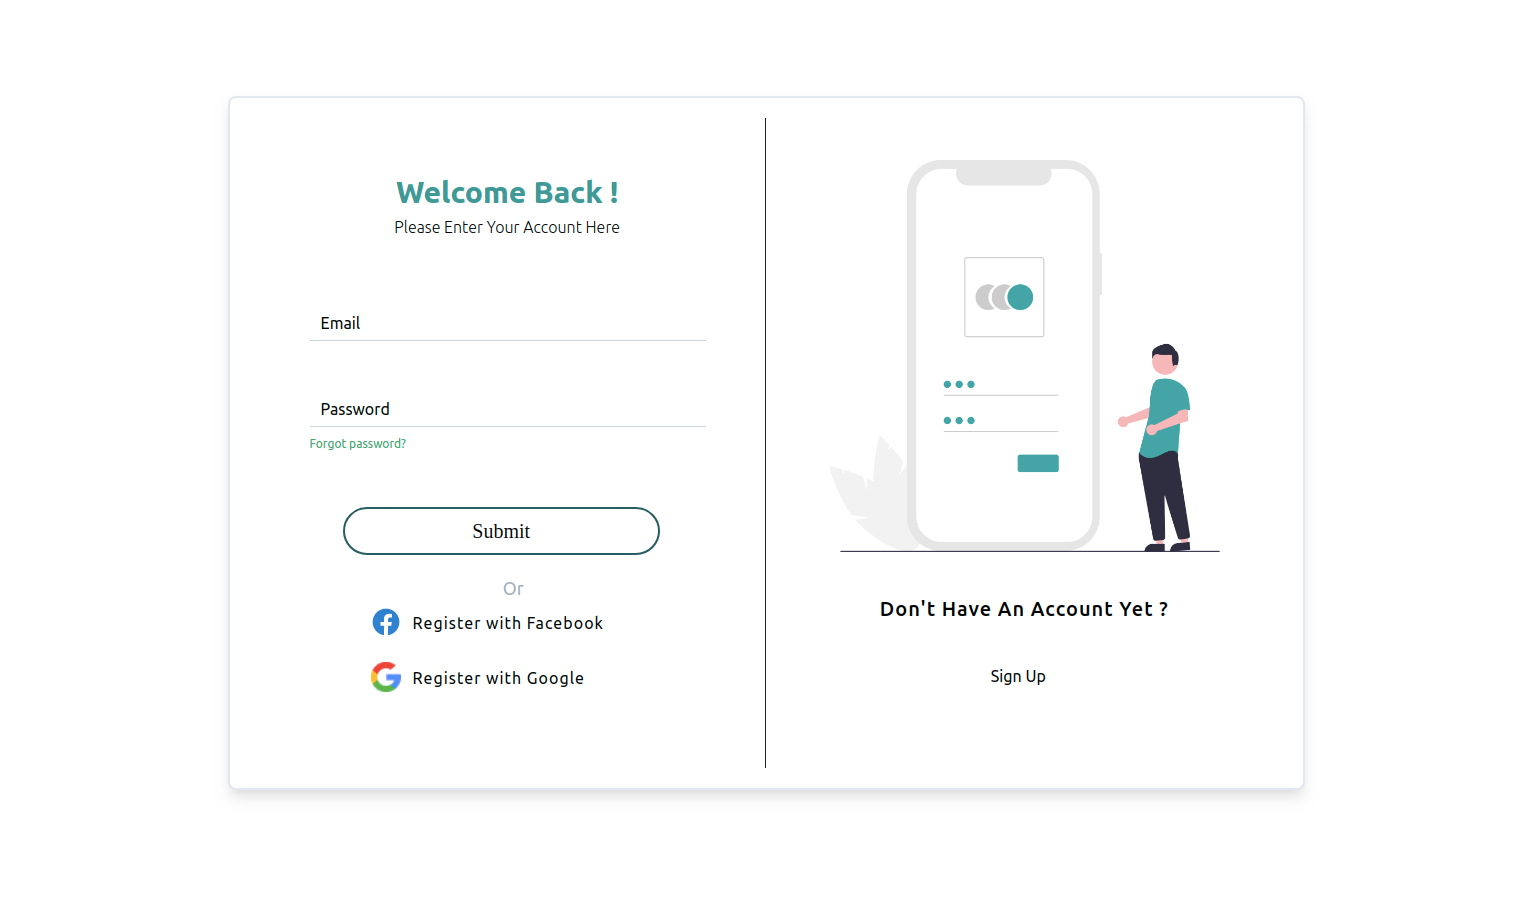 Welcome Back !
Please Enter Your Account Here
Email
Password
Forgot password?
Submit
Or
Register with Facebook
Register with Google
Don't Have An Account Yet ?
Sign Up